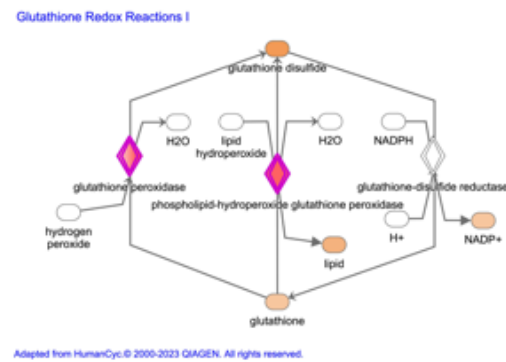 Glutathione Redox Reactions I
glutathione disulfide
H2O
lipid
hydroperoxide
H2O
NADPH
glutathione peroxidase
glutathione-disulfide reductase
phospholipid-hydroperoxide glutathione peroxidase
hydrogen
peroxide
H+
NADP+
lipid
glutathione
Adapted from HumanCyc.© 2000-2023 QIAGEN. All rights reserved.